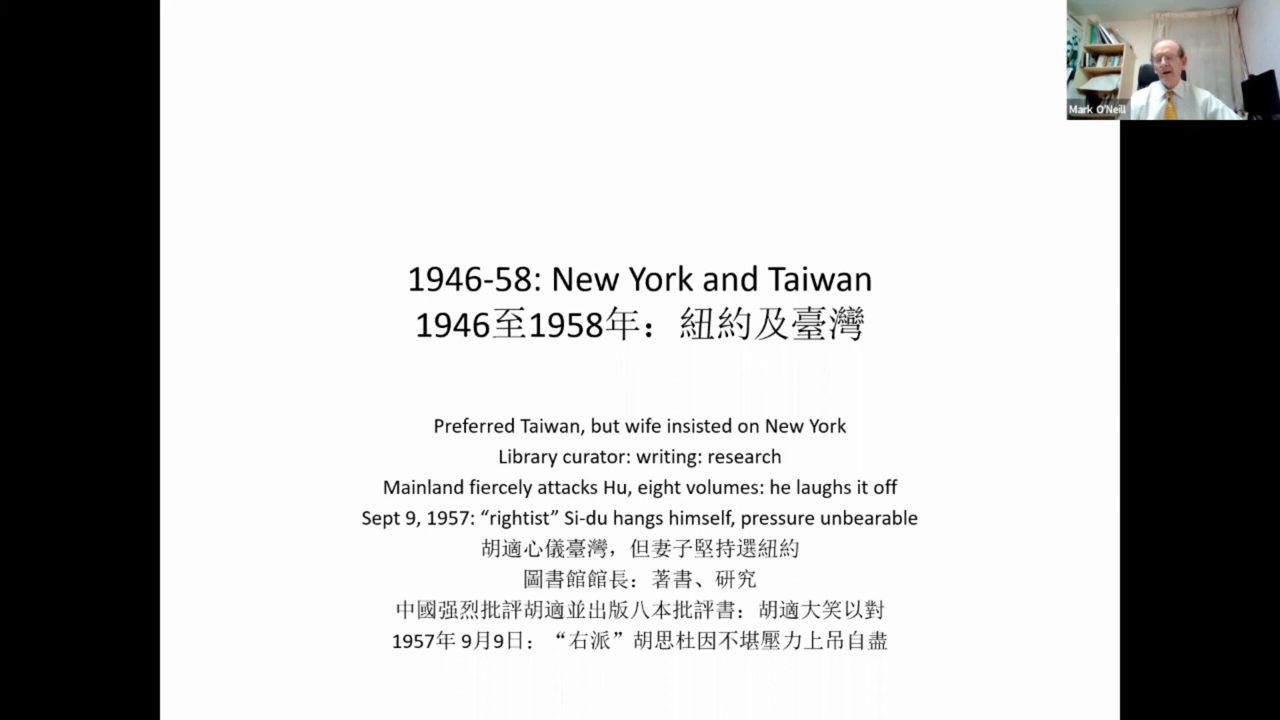 Mark O'Neill
1946-58: New York and Taiwan
1946至1958年：紐約及臺灣
Preferred Taiwan, but wife insisted on New York
Library curator: writing: research
Mainland fiercely attacks Hu, eight volumes: he laughs it off
Sept 9, 1957: “rightist” Si-du hangs himself, pressure unbearable
胡適心儀臺灣，但妻子堅持選紐約
圖書館館長：著書、研究
中國强烈批評胡適並出版八本批評書：胡適大笑以對
1957年 9月9日：“右派”胡思杜因不堪壓力上吊自盡